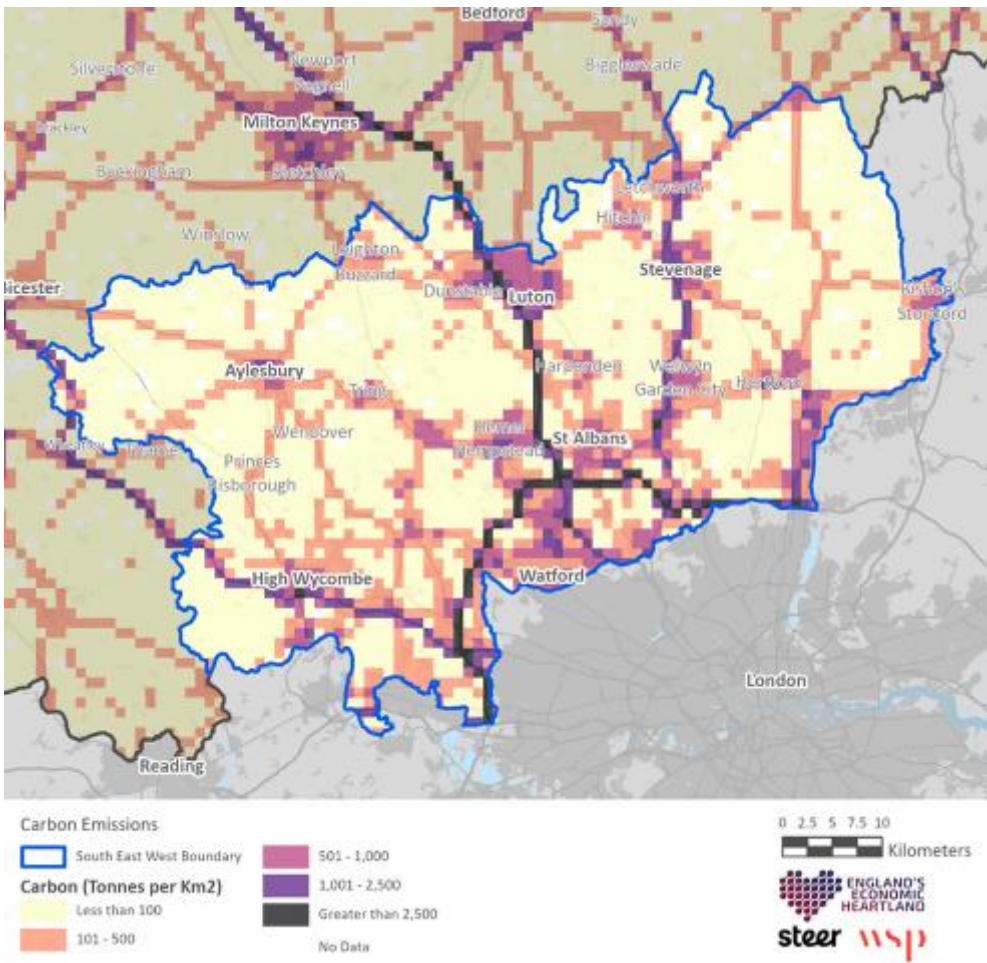 Bedford
Sandy
Silverstone
Newport
Pagnell
Biggleswade
Brackley
Milton Keynes
Buckingham
Bletchley
Letchworth
Winslow
Hitchin
Leighton
Buzzard
Stevenage
Bicester
Dunstable
Luton
Bishop's
Stortford
Aylesbury
Harpenden
Welwyn
Garden City
Hertford
Tring
Wendover
Hemel
Hempstead
St Albans
Wheatley
Thame
Princes
Risborough
High Wycombe
Watford
London
Reading
Carbon Emissions
South East West Boundary
Carbon (Tonnes per Km2)
Less than 100
101 - 500
501 - 1,000
1,001 - 2,500
Greater than 2,500
No Data
0 2.5 5 7.5 10
Kilometers
ENGLAND'S
ECONOMIC
HEARTLAND
steer wsp